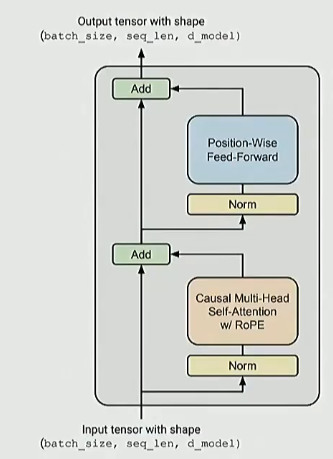 Output tensor with shape
(batch_size, seq_len, d_model)
Add
Position-Wise
Feed-Forward
Norm
Add
Causal Multi-Head
Self-Attention
w/ RoPE
Norm
Input tensor with shape
(batch_size, seq_len, d_model)